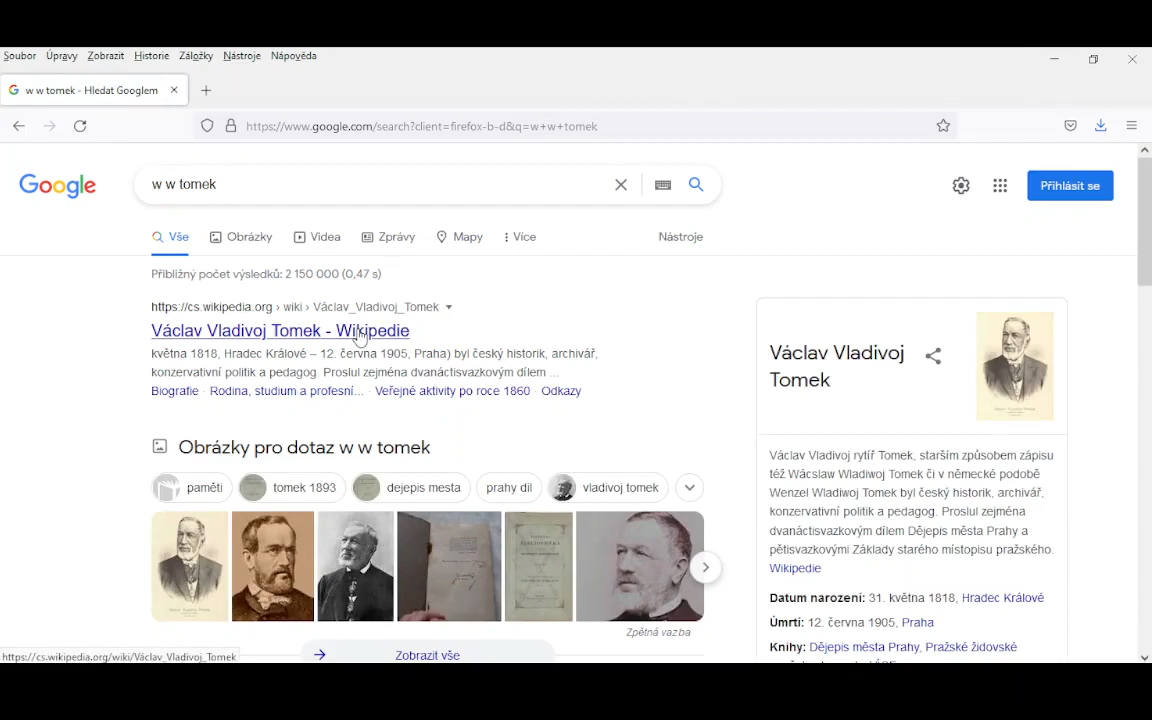 Soubor Úpravy Zobrazit Historie Záložky Nástroje Nápověda
w w tomek - Hledat Googlem
https://www.google.com/search?client=firefox-b-d&q=w+w+tomek
Google
w w tomek
Přihlásit se
Vše Obrázky Videa Zprávy Mapy Více Nástroje
Přibližný počet výsledků: 2 150 000 (0,47 s)
https://cs.wikipedia.org › wiki › Václav_Vladivoj_Tomek
Václav Vladivoj Tomek - Wikipedie
května 1818, Hradec Králové – 12. června 1905, Praha) byl český historik, archivář,
konzervativní politik a pedagog. Proslul zejména dvanáctisvazkovým dílem ...
Biografie · Rodina, studium a profesní... · Veřejné aktivity po roce 1860 · Odkazy
Obrázky pro dotaz w w tomek
paměti tomek 1893 dejepis mesta prahy díl vladivoj tomek
Zpětná vazba
Zobrazit vše
https://cs.wikipedia.org/wiki/Václav_Vladivoj_Tomek
Václav Vladivoj
Tomek
Václav Vladivoj rytíř Tomek, starším způsobem zápisu
též Wácslaw Wladiwoj Tomek či v německé podobě
Wenzel Wladiwoj Tomek byl český historik, archivář,
konzervativní politik a pedagog. Proslul zejména
dvanáctisvazkovým dílem Dějepis města Prahy a
pětisvazkovými Základy starého místopisu pražského.
Wikipedie
Datum narození: 31. května 1818, Hradec Králové
Úmrtí: 12. června 1905, Praha
Knihy: Dějepis města Prahy, Pražské židovské